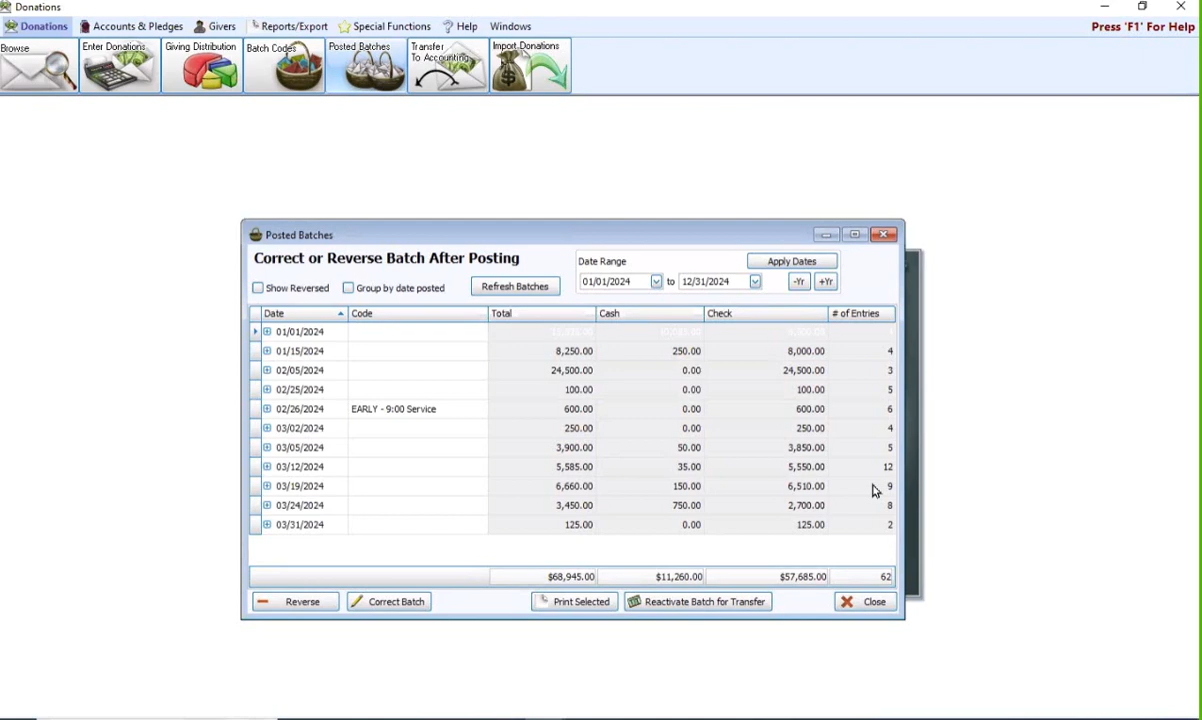 Donations
Donations Accounts & Pledges Givers Reports/Export Special Functions Help Windows Press 'F1' For Help
Browse Enter Donations Giving Distribution Batch Codes Posted Batches Transfer To Accounting Import Donations
Posted Batches
Correct or Reverse Batch After Posting
Date Range Apply Dates
Show Reversed Group by date posted Refresh Batches 01/01/2024 to 12/31/2024 -Yr +Yr
Date Code Total Cash Check # of Entries
01/01/2024
01/15/2024 8,250.00 250.00 8,000.00 4
02/05/2024 24,500.00 0.00 24,500.00 3
02/25/2024 100.00 0.00 100.00 5
02/26/2024 EARLY - 9:00 Service 600.00 0.00 600.00 6
03/02/2024 250.00 0.00 250.00 4
03/05/2024 3,900.00 50.00 3,850.00 5
03/12/2024 5,585.00 35.00 5,550.00 12
03/19/2024 6,660.00 150.00 6,510.00 9
03/24/2024 3,450.00 750.00 2,700.00 8
03/31/2024 125.00 0.00 125.00 2
$68,945.00 $11,260.00 $57,685.00 62
Reverse Correct Batch Print Selected Reactivate Batch for Transfer Close